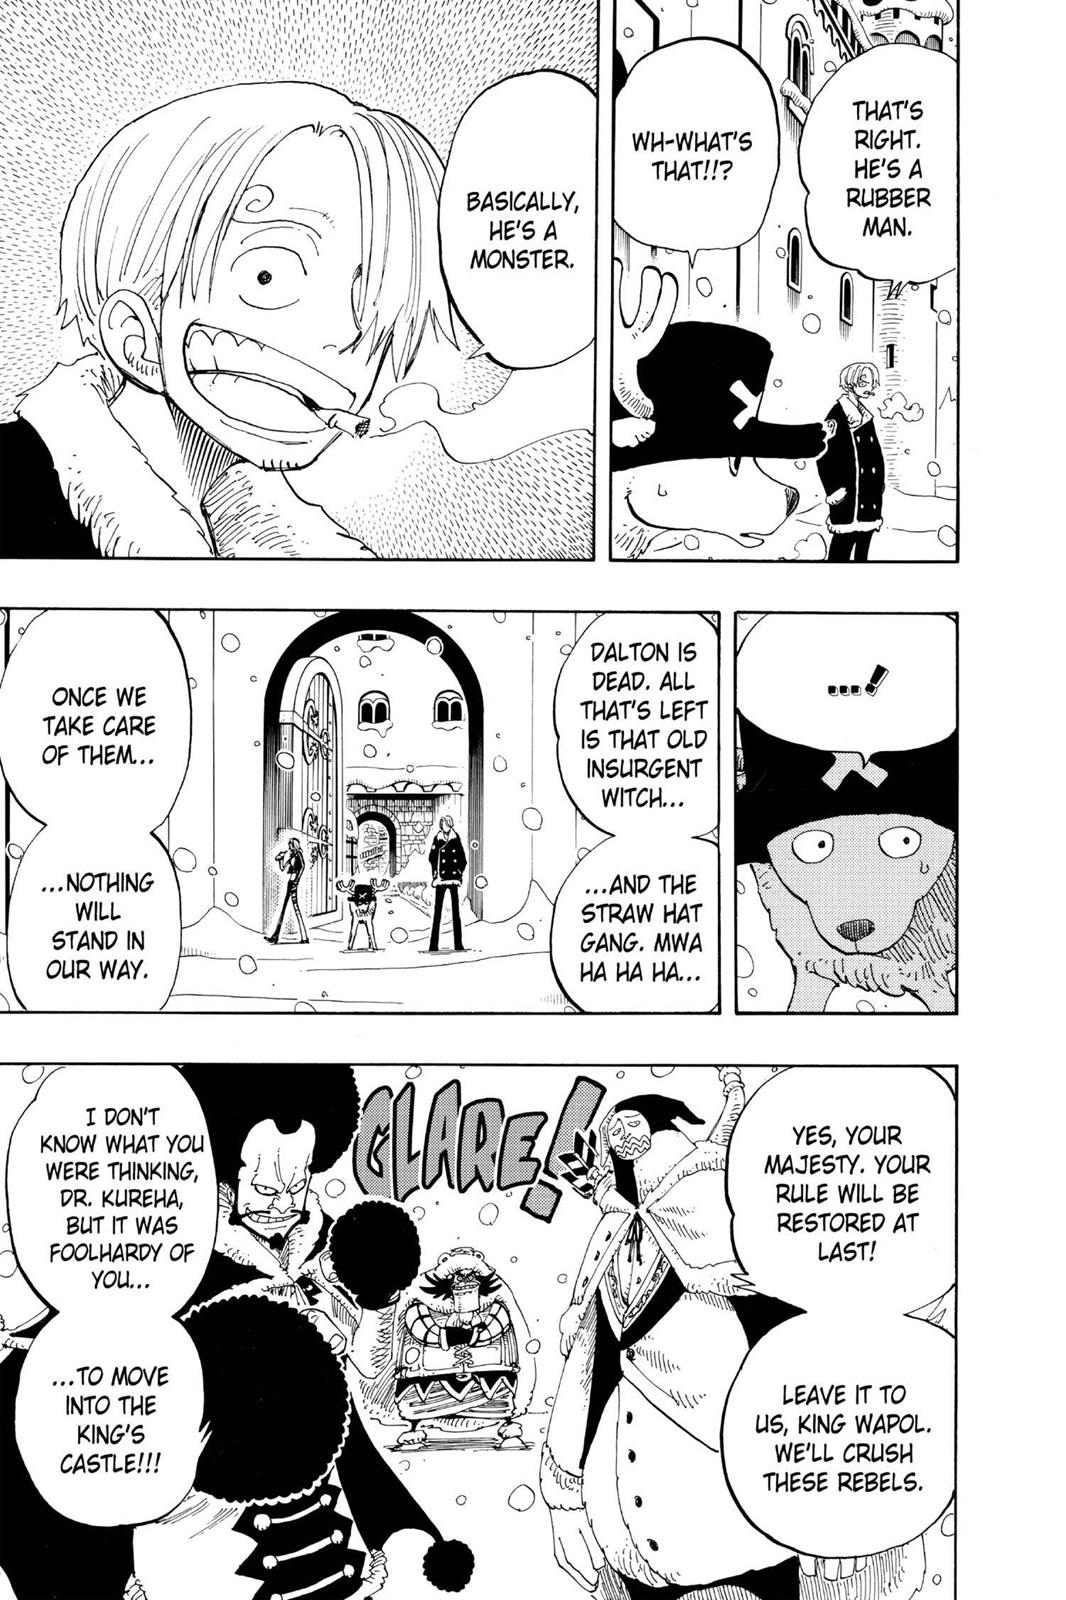 THAT'S
RIGHT.
HE'S A
RUBBER
MAN.
WH-WHAT'S
THAT!!?
BASICALLY,
HE'S A
MONSTER.
....!
DALTON IS
DEAD. ALL
THAT'S LEFT
IS THAT OLD
INSURGENT
WITCH...
...AND THE
STRAW HAT
GANG. MWA
HA HA HA...
ONCE WE
TAKE CARE
OF THEM...
...NOTHING
WILL
STAND IN
OUR WAY.
YES, YOUR
MAJESTY. YOUR
RULE WILL BE
RESTORED AT
LAST!
LEAVE IT TO
US, KING WAPOL.
WE'LL CRUSH
THESE REBELS.
GLARE!
I DON'T
KNOW WHAT YOU
WERE THINKING,
DR. KUREHA,
BUT IT WAS
FOOLHARDY OF
YOU...
...TO MOVE
INTO THE
KING'S
CASTLE!!!